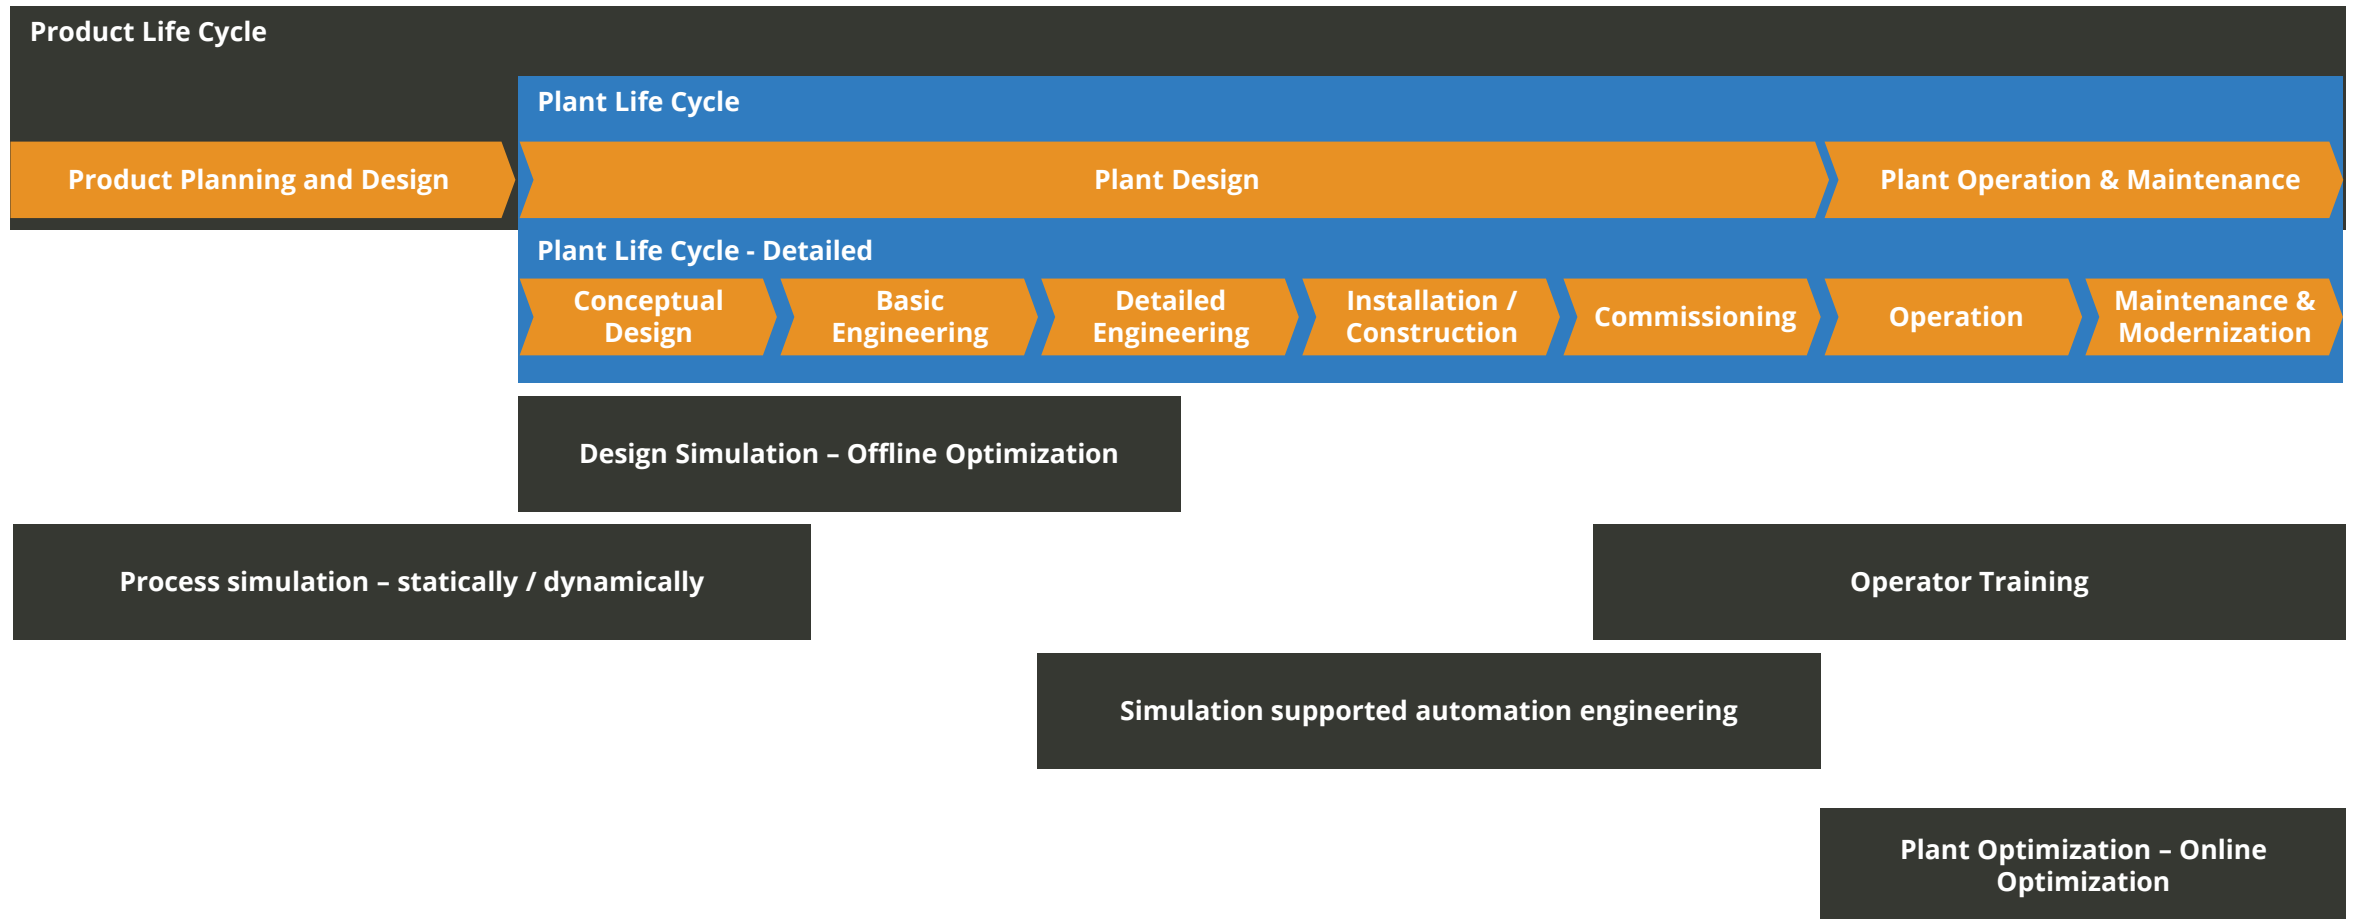 Product Life Cycle
Plant Life Cycle
Product Planning and Design
Plant Design
Plant Operation & Maintenance
Plant Life Cycle - Detailed
Conceptual
Design
Basic
Engineering
Detailed
Engineering
Installation /
Construction
Commissioning
Operation
Maintenance &
Modernization
Design Simulation – Offline Optimization
Process simulation – statically / dynamically
Operator Training
Simulation supported automation engineering
Plant Optimization – Online
Optimization